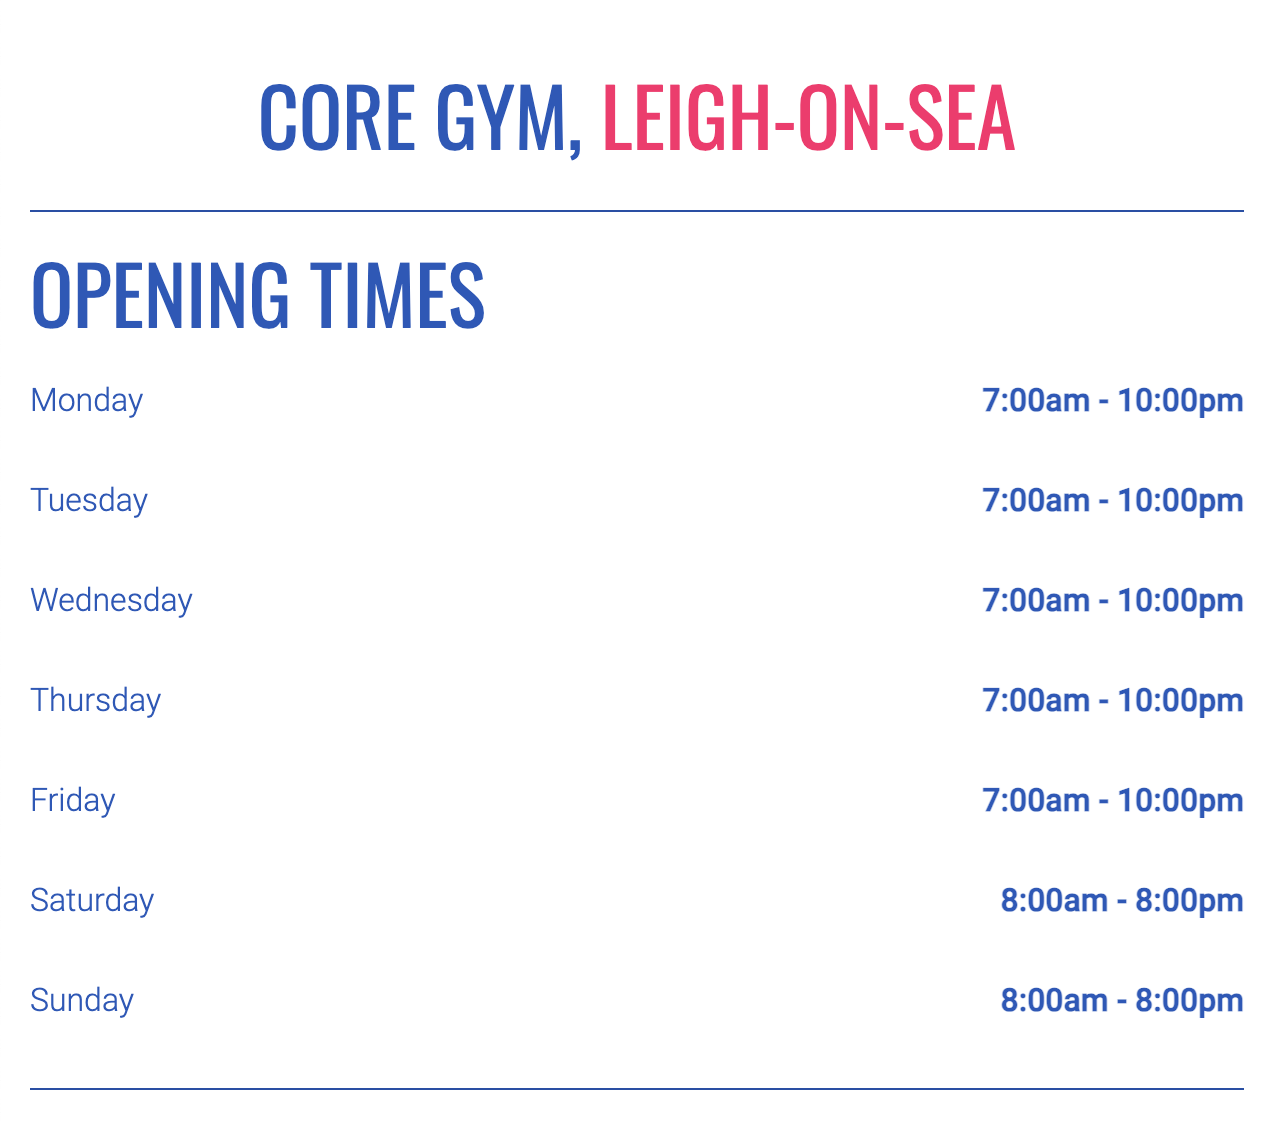 CORE GYM, LEIGH-ON-SEA
OPENING TIMES
Monday 7:00am - 10:00pm
Tuesday 7:00am - 10:00pm
Wednesday 7:00am - 10:00pm
Thursday 7:00am - 10:00pm
Friday 7:00am - 10:00pm
Saturday 8:00am - 8:00pm
Sunday 8:00am - 8:00pm